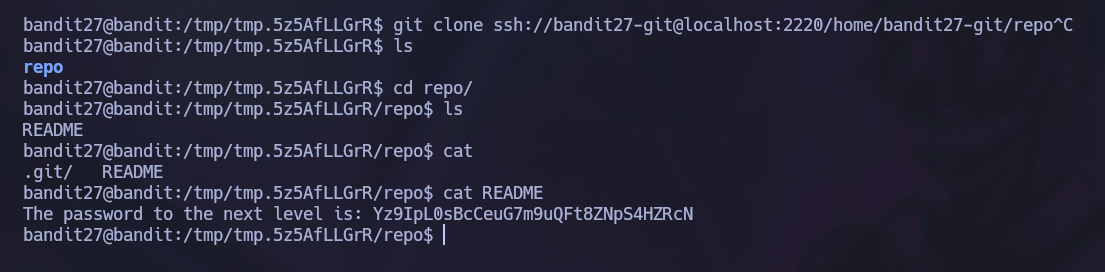 bandit27@bandit:/tmp/tmp.5z5AfLLGrR$ git clone ssh://bandit27-git@localhost:2220/home/bandit27-git/repo^C
bandit27@bandit:/tmp/tmp.5z5AfLLGrR$ ls
repo
bandit27@bandit:/tmp/tmp.5z5AfLLGrR$ cd repo/
bandit27@bandit:/tmp/tmp.5z5AfLLGrR/repo$ ls
README
bandit27@bandit:/tmp/tmp.5z5AfLLGrR/repo$ cat
.git/   README
bandit27@bandit:/tmp/tmp.5z5AfLLGrR/repo$ cat README
The password to the next level is: Yz9IpL0sBcCeuG7m9uQFt8ZNpS4HZRcN
bandit27@bandit:/tmp/tmp.5z5AfLLGrR/repo$